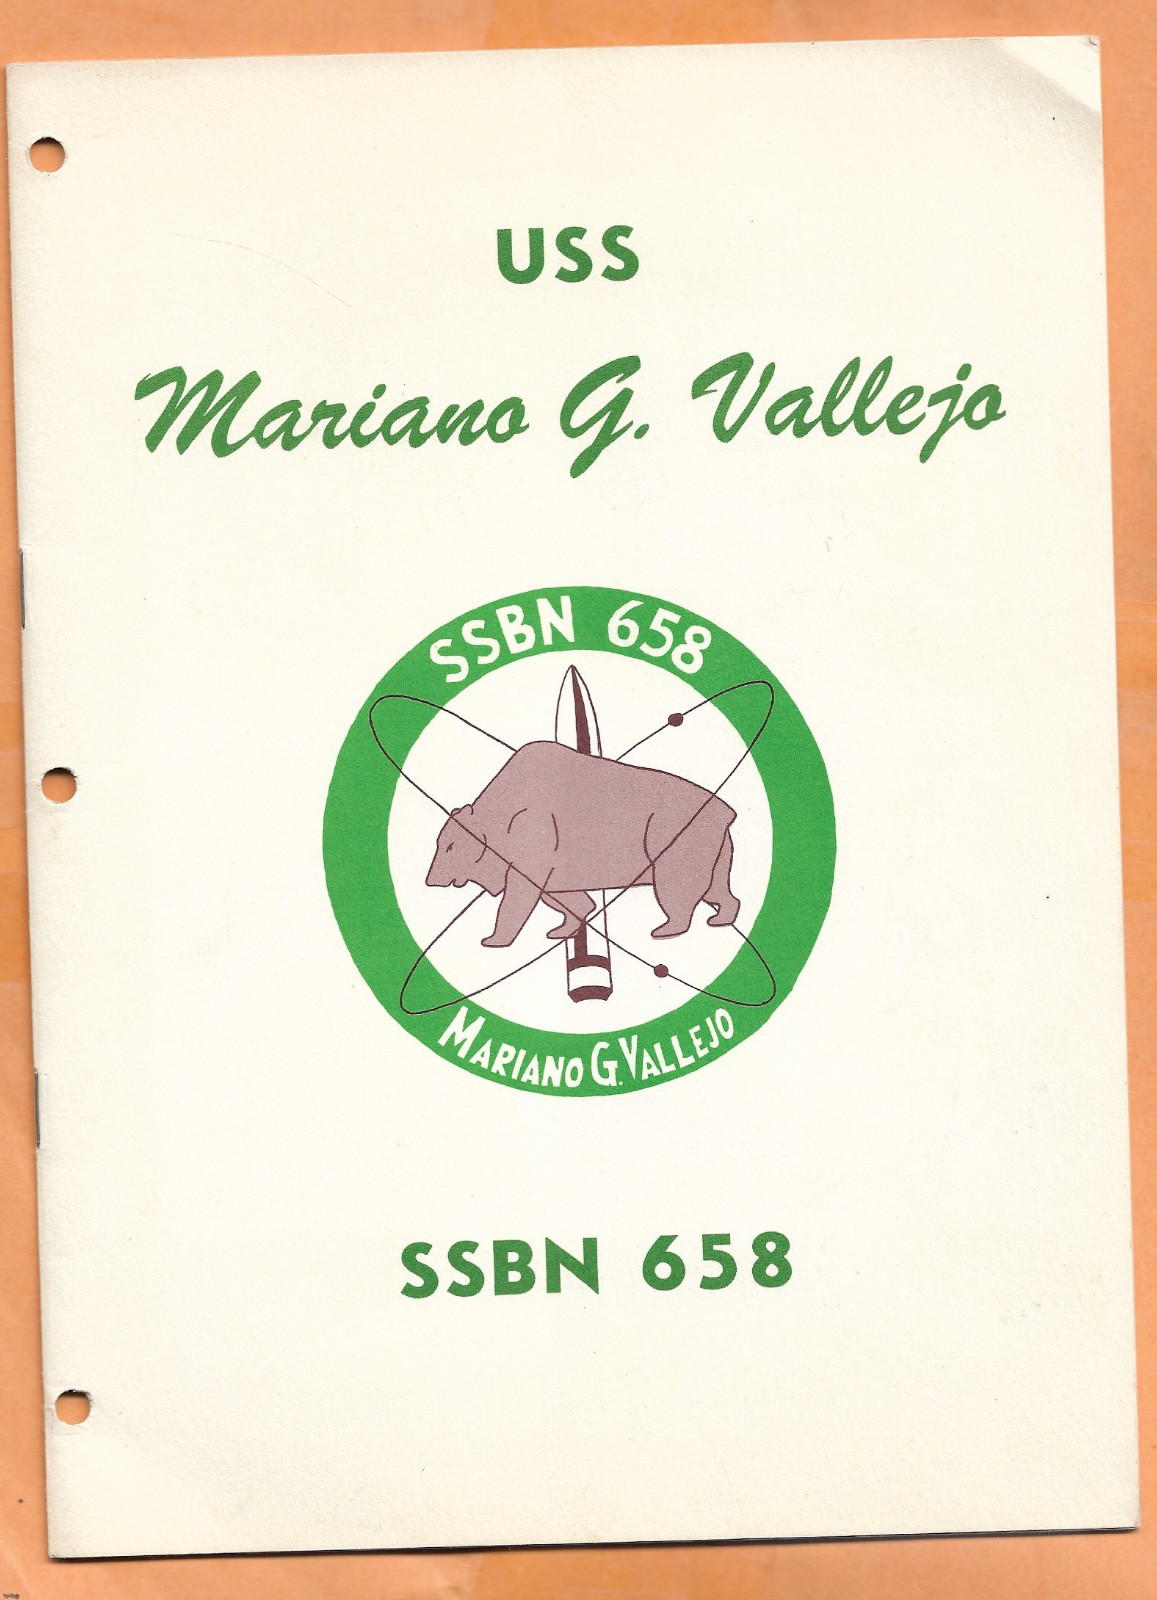 USS
Mariano G. Vallejo
SSBN 658
MARIANO G. VALLEJO
SSBN 658